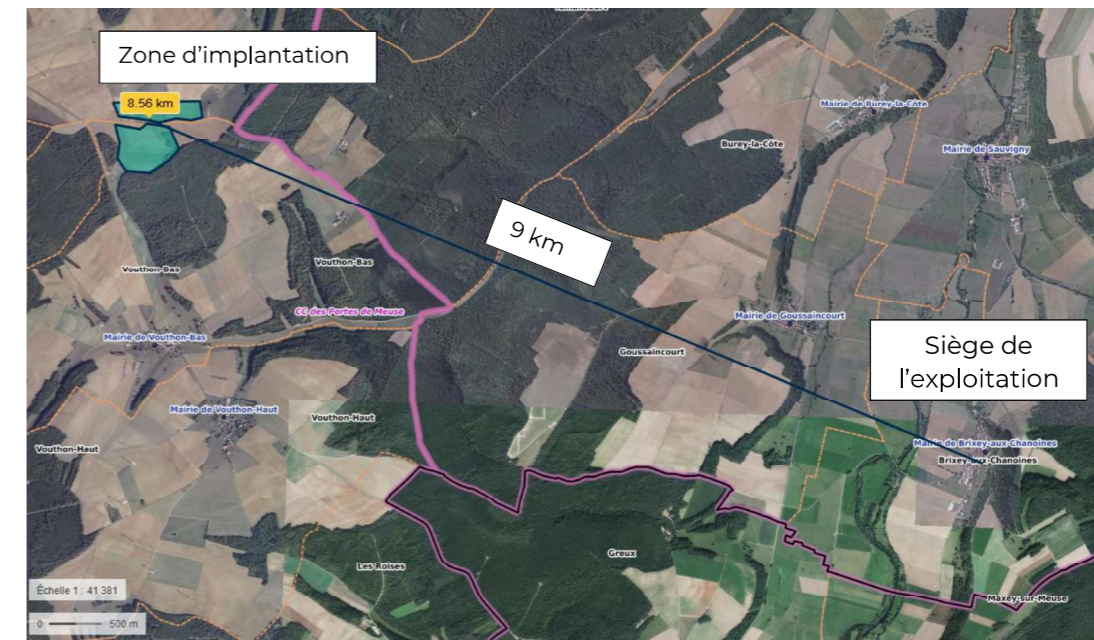 Zone d’implantation
8.56 km
Mairie de Burey-la-Côte
Burey-la-Côte
Mairie de Sauvigny
9 km
Vouthon-Bas
Vouthon-Bas
CC des Portes de Meuse
Mairie de Goussaincourt
Mairie de Vouthon-Bas
Goussaincourt
Siège de
l’exploitation
Mairie de Vouthon-Haut
Vouthon-Haut
Vouthon-Haut
Mairie de Brixey-aux-Chanoines
Brixey-aux-Chanoines
Greux
Les Roises
Échelle 1 : 41 381
Maxey-sur-Meuse
0 500 m